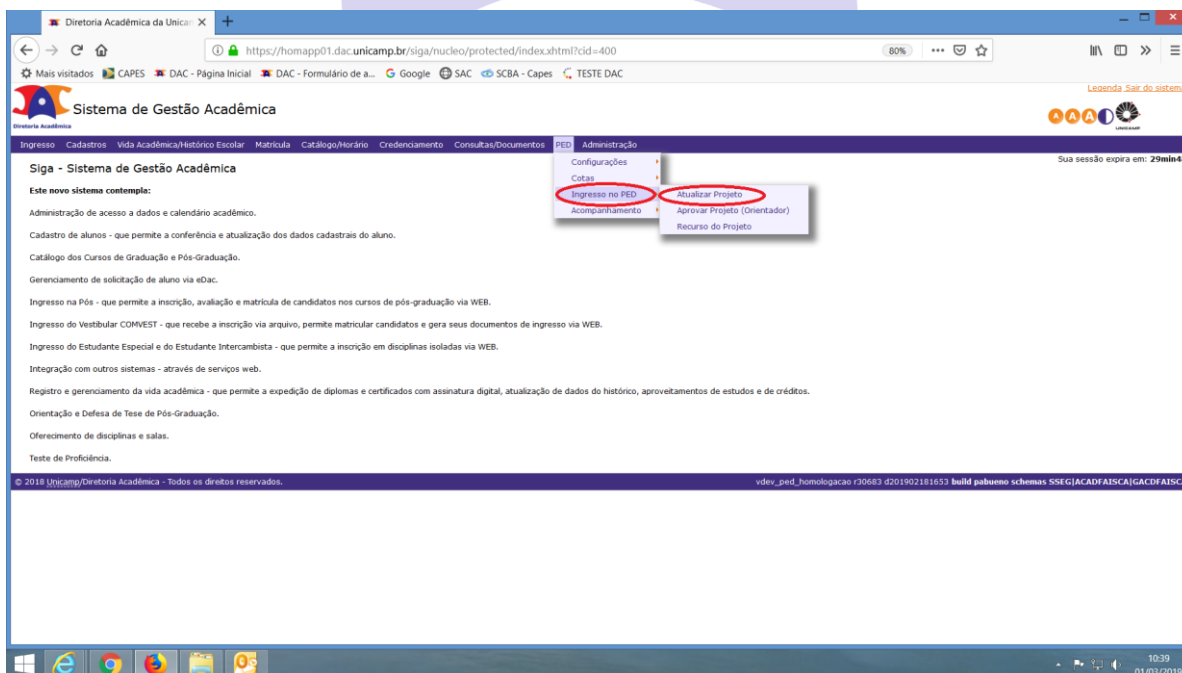 Diretoria Acadêmica da Unican
https://homapp01.dac.unicamp.br/siga/nucleo/protected/index.xhtml?cid=400
80%
Mais visitados CAPES DAC - Página Inicial DAC - Formulário de a... G Google SAC SCBA - Capes TESTE DAC
Legenda Sair do sistema
Sistema de Gestão Acadêmica
Diretoria Acadêmica
A A A
UNICAMP
Ingresso Cadastros Vida Acadêmica/Histórico Escolar Matrícula Catálogo/Horário Credenciamento Consultas/Documentos PED Administração
Sua sessão expira em: 29min4
Configurações
Cotas
Ingresso no PED
Acompanhamento
Atualizar Projeto
Aprovar Projeto (Orientador)
Recurso do Projeto
Siga - Sistema de Gestão Acadêmica
Este novo sistema contempla:
Administração de acesso a dados e calendário acadêmico.
Cadastro de alunos - que permite a conferência e atualização dos dados cadastrais do aluno.
Catálogo dos Cursos de Graduação e Pós-Graduação.
Gerenciamento de solicitação de aluno via eDac.
Ingresso na Pós - que permite a inscrição, avaliação e matrícula de candidatos nos cursos de pós-graduação via WEB.
Ingresso do Vestibular COMVEST - que recebe a inscrição via arquivo, permite matricular candidatos e gera seus documentos de ingresso via WEB.
Ingresso do Estudante Especial e do Estudante Intercambista - que permite a inscrição em disciplinas isoladas via WEB.
Integração com outros sistemas - através de serviços web.
Registro e gerenciamento da vida acadêmica - que permite a expedição de diplomas e certificados com assinatura digital, atualização de dados do histórico, aproveitamentos de estudos e de créditos.
Orientação e Defesa de Tese de Pós-Graduação.
Oferecimento de disciplinas e salas.
Teste de Proficiência.
© 2018 Unicamp/Diretoria Acadêmica - Todos os direitos reservados.
vdev_ped_homologacao r30683 d201902181653 build pabueno schemas SSEG|ACADFAISCA|GACDFAISC
10:39
01/03/2019